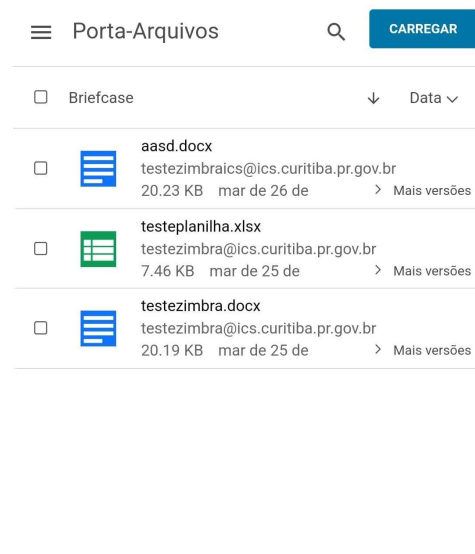 Porta-Arquivos
CARREGAR
Briefcase
Data
aasd.docx
testezimbraics@ics.curitiba.pr.gov.br
20.23 KB mar de 26 de Mais versões
testeplanilha.xlsx
testezimbra@ics.curitiba.pr.gov.br
7.46 KB mar de 25 de Mais versões
testezimbra.docx
testezimbra@ics.curitiba.pr.gov.br
20.19 KB mar de 25 de Mais versões